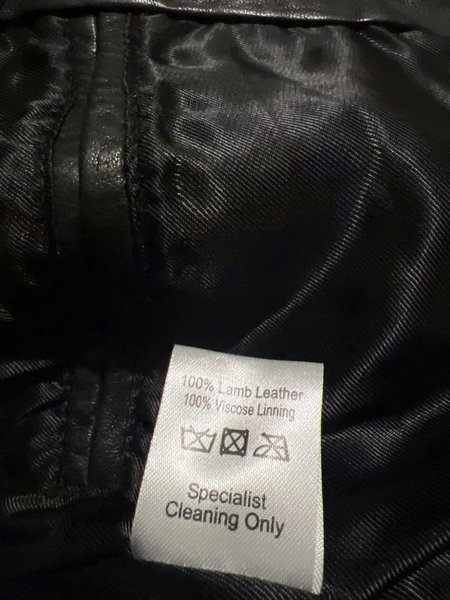 100% Lamb Leather
100% Viscose Linning
Specialist
Cleaning Only